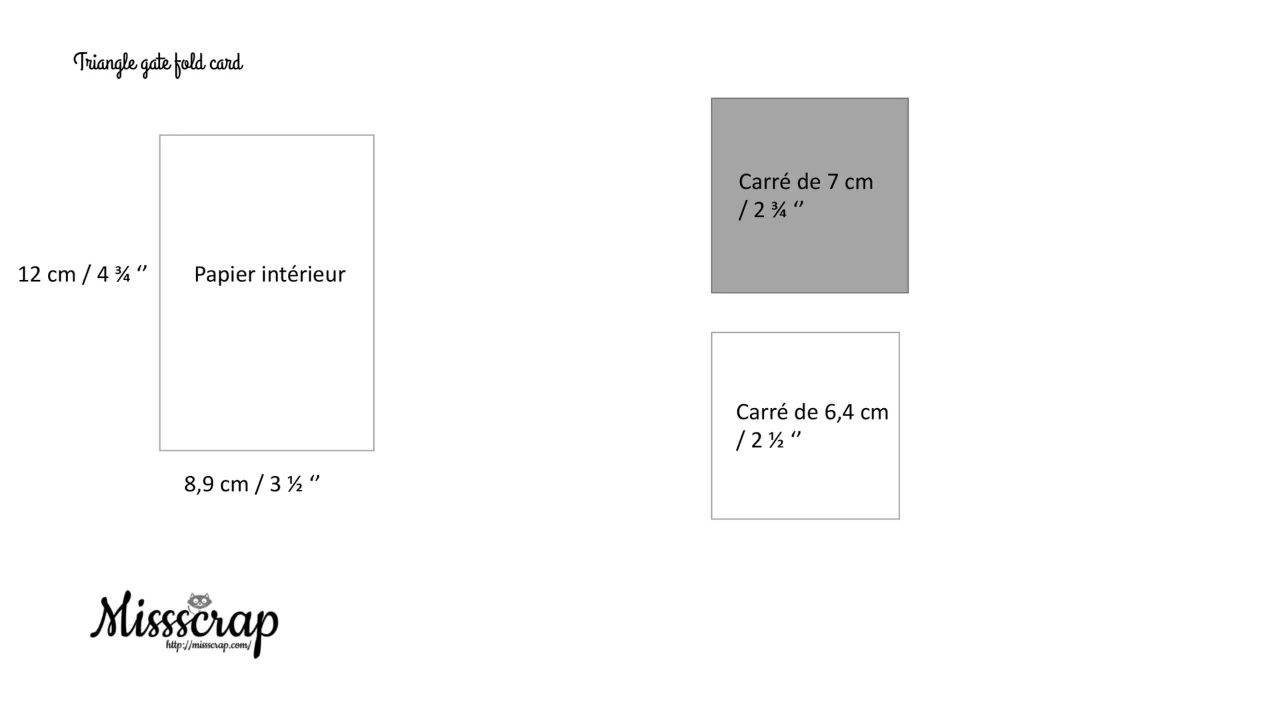 Triangle gate fold card
Carré de 7 cm
/ 2 ¾ ‘’
12 cm / 4 ¾ ‘’
Papier intérieur
Carré de 6,4 cm
/ 2 ½ ‘’
8,9 cm / 3 ½ ‘’
Missscrap
http://missscrap.com/